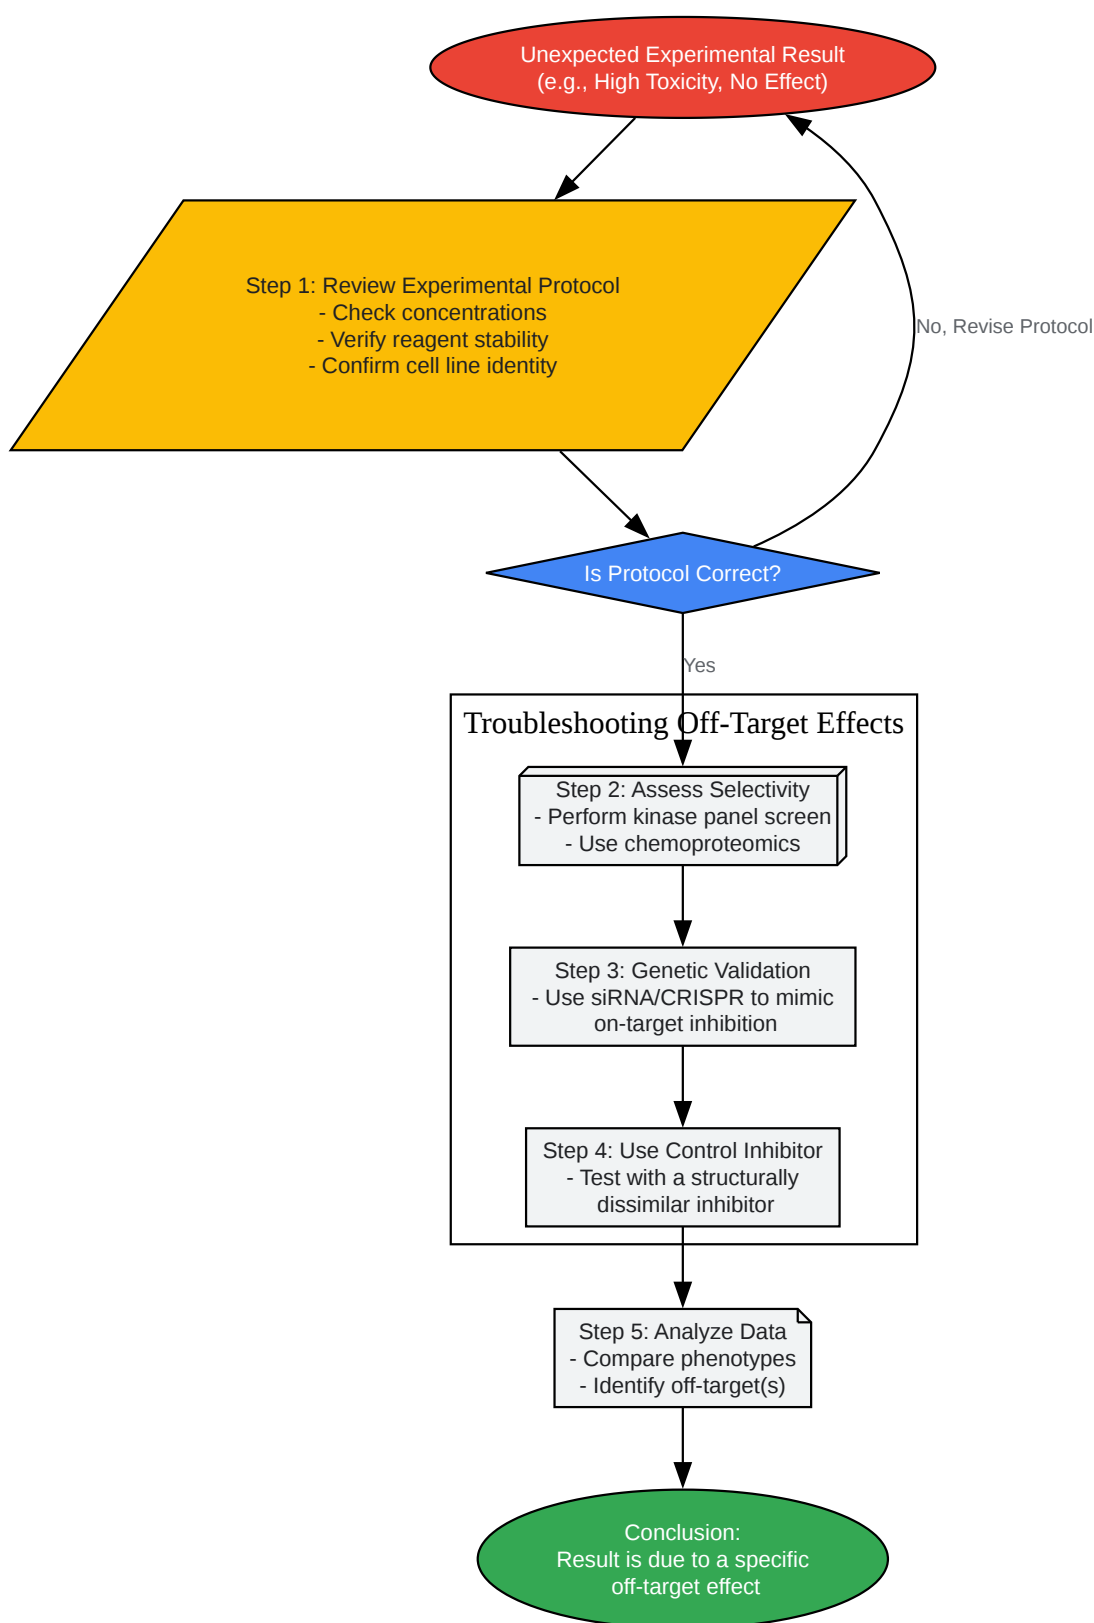 Unexpected Experimental Result
(e.g., High Toxicity, No Effect)
Step 1: Review Experimental Protocol
- Check concentrations
- Verify reagent stability
- Confirm cell line identity
No, Revise Protocol
Is Protocol Correct?
Yes
Troubleshooting Off-Target Effects
Step 2: Assess Selectivity
- Perform kinase panel screen
- Use chemoproteomics
Step 3: Genetic Validation
- Use siRNA/CRISPR to mimic
on-target inhibition
Step 4: Use Control Inhibitor
- Test with a structurally
dissimilar inhibitor
Step 5: Analyze Data
- Compare phenotypes
- Identify off-target(s)
Conclusion:
Result is due to a specific
off-target effect